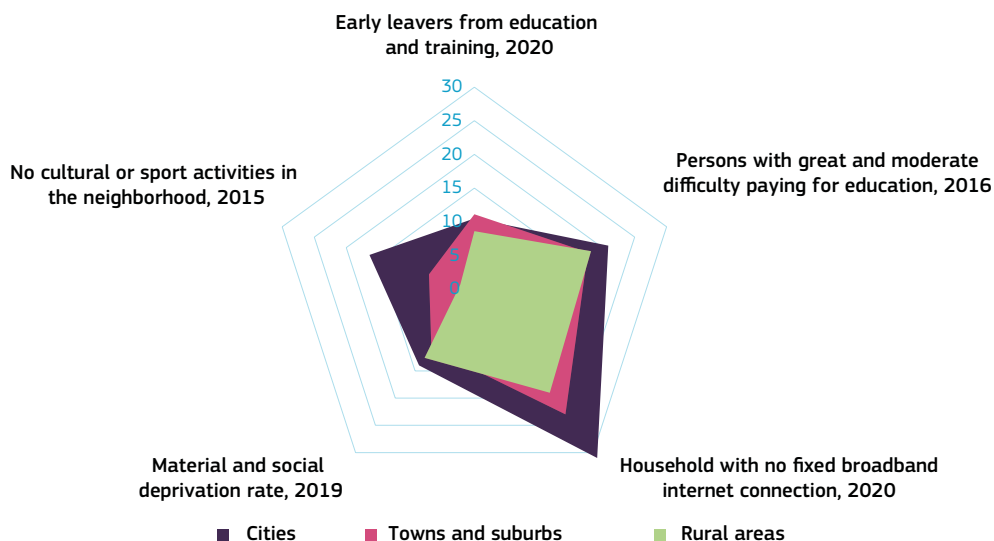 Early leavers from education
and training, 2020
30
25
20
15
10
5
0
Persons with great and moderate
difficulty paying for education, 2016
No cultural or sport activities in
the neighborhood, 2015
Material and social
deprivation rate, 2019
Household with no fixed broadband
internet connection, 2020
Cities
Towns and suburbs
Rural areas